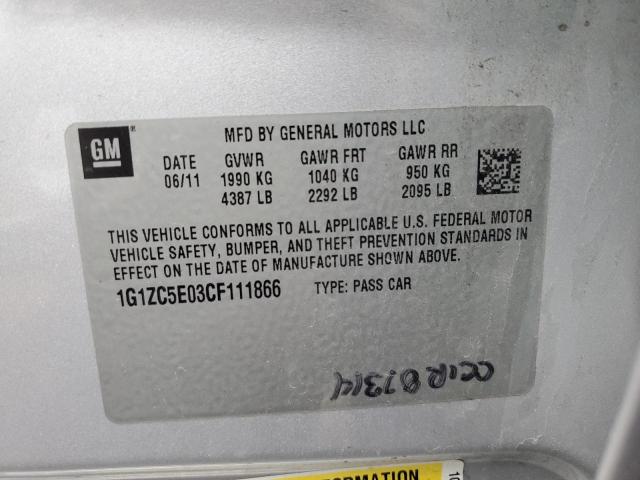 GM
®
MFD BY GENERAL MOTORS LLC
DATE GVWR GAWR FRT GAWR RR
06/11 1990 KG 1040 KG 950 KG
4387 LB 2292 LB 2095 LB
THIS VEHICLE CONFORMS TO ALL APPLICABLE U.S. FEDERAL MOTOR
VEHICLE SAFETY, BUMPER, AND THEFT PREVENTION STANDARDS IN
EFFECT ON THE DATE OF MANUFACTURE SHOWN ABOVE.
1G1ZC5E03CF111866 TYPE: PASS CAR